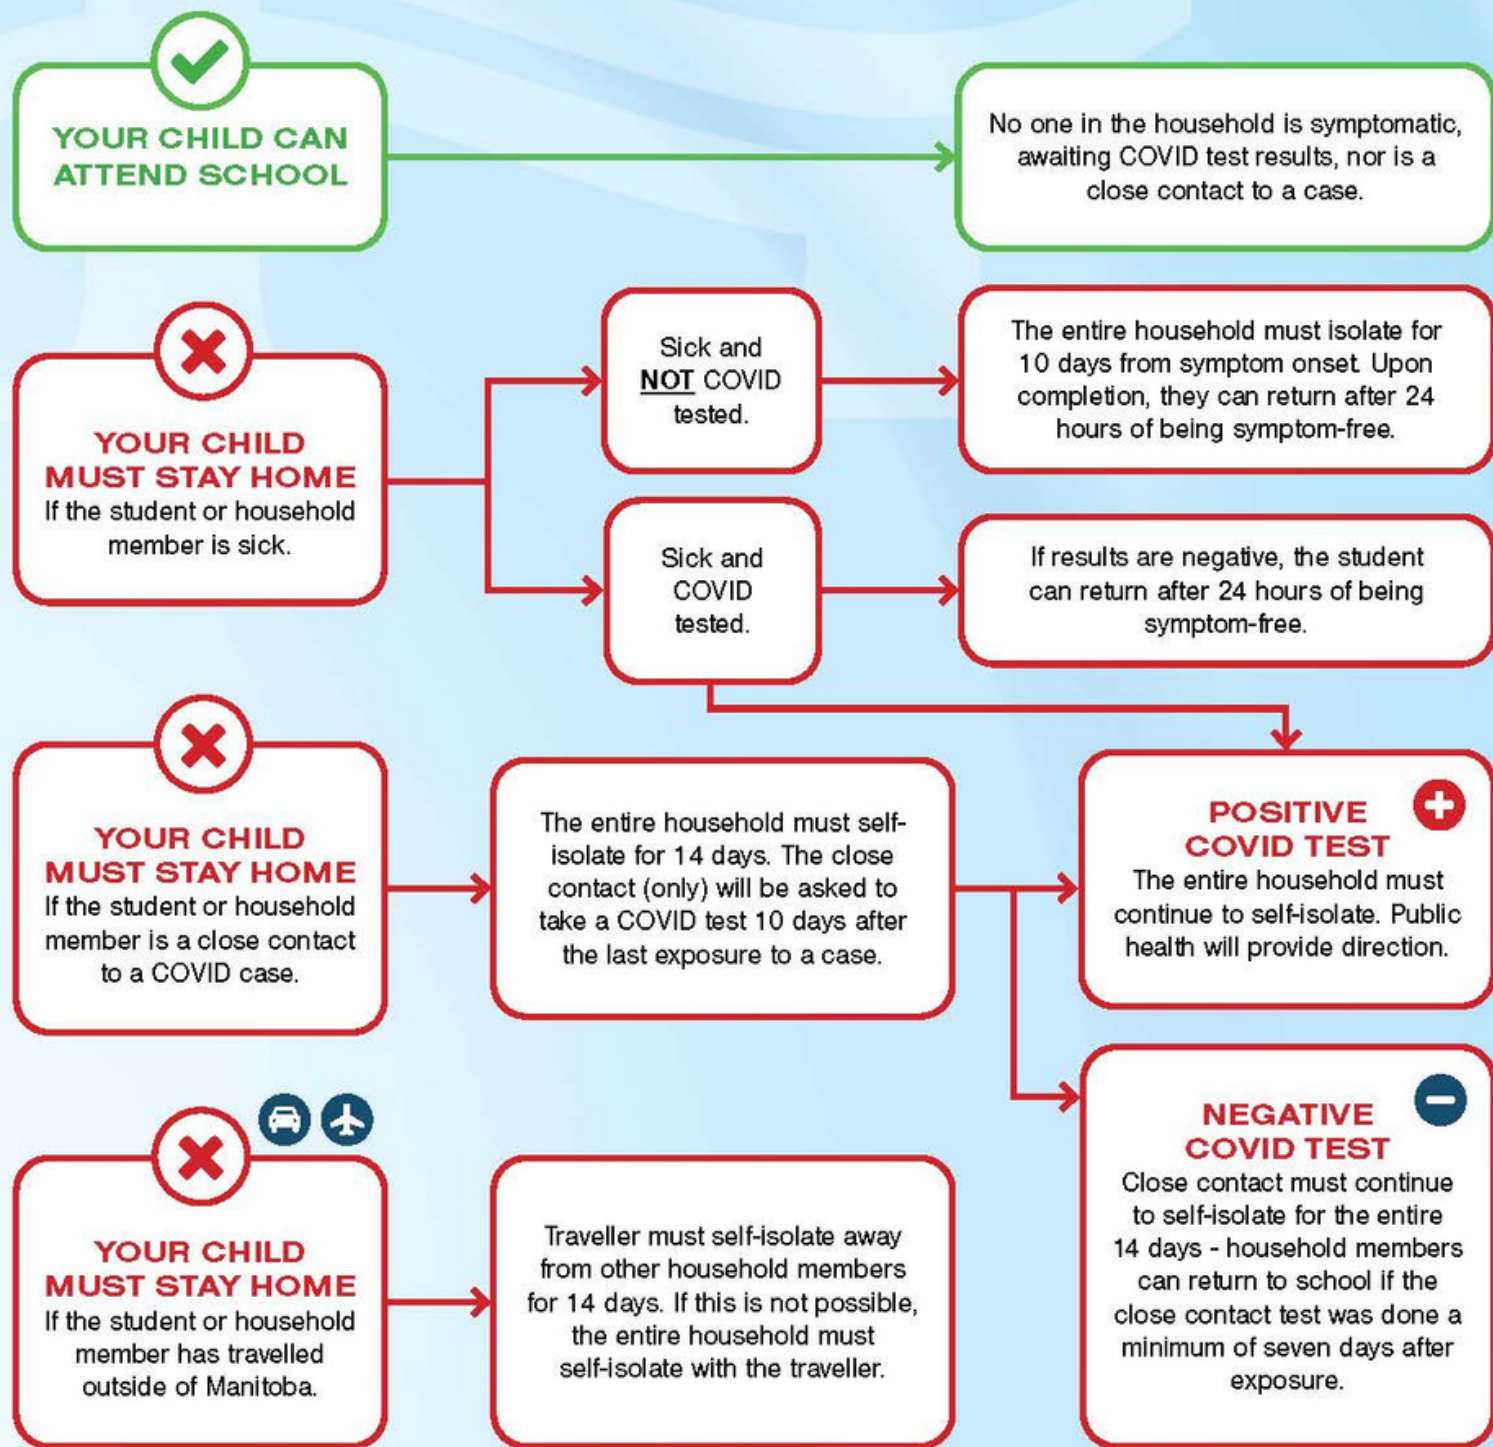 YOUR CHILD CAN
ATTEND SCHOOL
No one in the household is symptomatic,
awaiting COVID test results, nor is a
close contact to a case.
YOUR CHILD
MUST STAY HOME
If the student or household
member is sick.
Sick and
NOT COVID
tested.
The entire household must isolate for
10 days from symptom onset. Upon
completion, they can return after 24
hours of being symptom-free.
Sick and
COVID
tested.
If results are negative, the student
can return after 24 hours of being
symptom-free.
YOUR CHILD
MUST STAY HOME
If the student or household
member is a close contact
to a COVID case.
The entire household must self-
isolate for 14 days. The close
contact (only) will be asked to
take a COVID test 10 days after
the last exposure to a case.
POSITIVE
COVID TEST
The entire household must
continue to self-isolate. Public
health will provide direction.
NEGATIVE
COVID TEST
Close contact must continue
to self-isolate for the entire
14 days - household members
can return to school if the
close contact test was done a
minimum of seven days after
exposure.
YOUR CHILD
MUST STAY HOME
If the student or household
member has travelled
outside of Manitoba.
Traveller must self-isolate away
from other household members
for 14 days. If this is not possible,
the entire household must
self-isolate with the traveller.